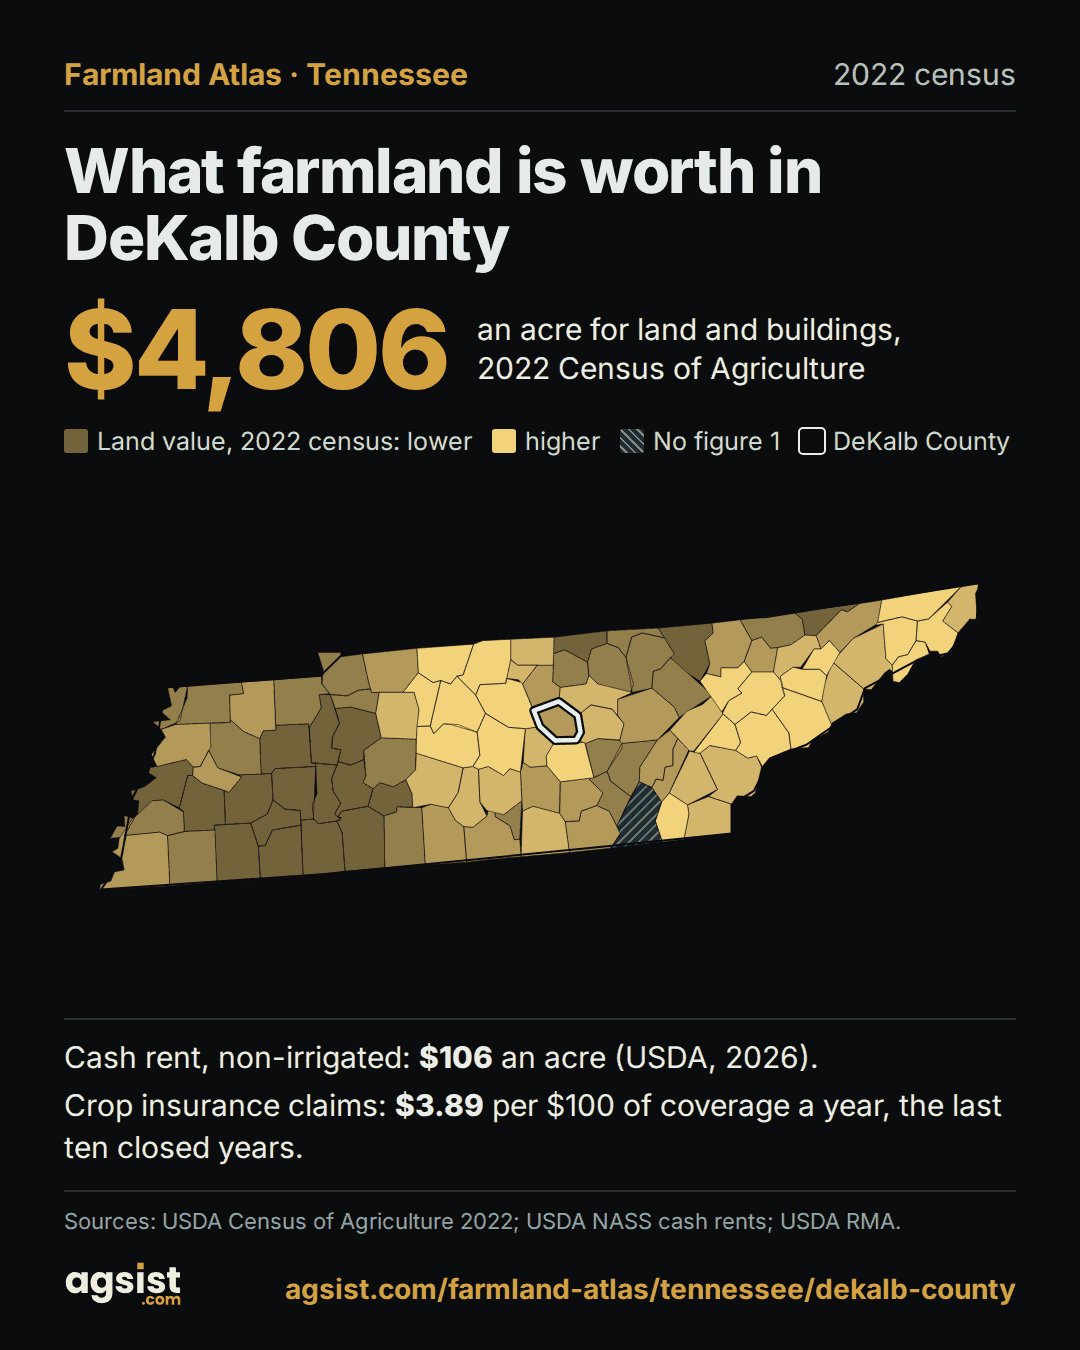 Farmland Atlas · Tennessee
2022 census
What farmland is worth in
DeKalb County
$4,806
an acre for land and buildings,
2022 Census of Agriculture
Land value, 2022 census: lower
higher
No figure 1
DeKalb County
Cash rent, non-irrigated: $106 an acre (USDA, 2026).
Crop insurance claims: $3.89 per $100 of coverage a year, the last
ten closed years.
Sources: USDA Census of Agriculture 2022; USDA NASS cash rents; USDA RMA.
agsist
.com
agsist.com/farmland-atlas/tennessee/dekalb-county